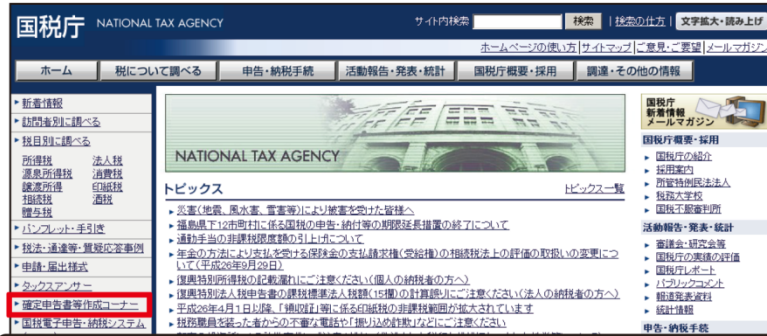 国税庁 NATIONAL TAX AGENCY
サイト内検索 検索 | 検索の仕方 | 文字拡大・読み上げ
ホームページの使い方 | サイトマップ | ご意見・ご要望 | メールマガジン
ホーム 税について調べる 申告・納税手続 活動報告・発表・統計 国税庁概要・採用 調達・その他の情報
新着情報
訪問者別に調べる
税目別に調べる
所得税 法人税
源泉所得税 消費税
譲渡所得 印紙税
相続税 酒税
贈与税
パンフレット・手引き
税法・通達等・質疑応答事例
申請・届出様式
タックスアンサー
確定申告書等作成コーナー
国税電子申告・納税システム
NATIONAL TAX AGENCY
トピックス トピックス一覧
災害(地震、風水害、雪害等)により被害を受けた皆様へ
福島県下12市町村に係る国税の申告・納付等の期限延長措置の終了について
通勤手当の非課税限度額の引上げについて
年金の方法により支払を受ける保険金の支払請求権(受給権)の相続税法上の評価の取扱いの変更につ
いて(平成26年9月29日)
復興特別所得税の記載漏れにご注意ください(個人の納税者の方へ)
復興特別法人税申告書の課税標準法人税額(15欄)の計算誤りにご注意ください(法人の納税者の方へ)
平成26年4月1日以降、「領収証」等に係る印紙税の非課税範囲が拡大されています
税務職員を装った者からの不審な電話や「振り込め詐欺」などにご注意ください
国税庁
新着情報
メールマガジン
国税庁概要・採用
国税庁の紹介
採用案内
所管特例民法法人
税務大学校
国税不服審判所
活動報告・発表・統計
審議会・研究会等
国税庁の実績の評価
国税庁レポート
パブリックコメント
報道発表資料
統計情報
申告・納税手続